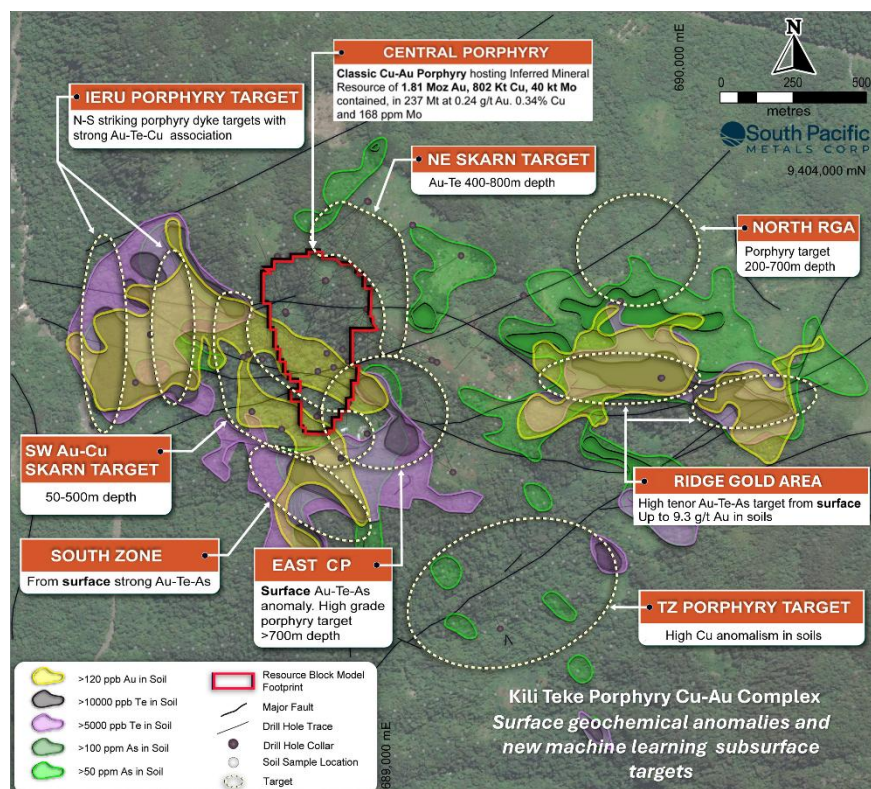 CENTRAL PORPHYRY
Classic Cu-Au Porphyry hosting Inferred Mineral
Resource of 1.81 Moz Au, 802 Kt Cu, 40 kt Mo
contained, in 237 Mt at 0.24 g/t Au. 0.34% Cu
and 168 ppm Mo
690,000 mE
N
0
500
metres
South Pacific
METALS CORP
9,404,000 mN
IERU PORPHYRY TARGET
N-S striking porphyry dyke targets with
strong Au-Te-Cu association
NE SKARN TARGET
Au-Te 400-800m depth
NORTH RGA
Porphyry target
200-700m depth
SW Au-Cu
SKARN TARGET
50-500m depth
RIDGE GOLD AREA
High tenor Au-Te-As target from surface
Up to 9.3 g/t Au in soils
SOUTH ZONE
From surface strong Au-Te-As
EAST CP
Surface Au-Te-As
anomaly. High grade
porphyry target
>700m depth
TZ PORPHYRY TARGET
High Cu anomalism in soils
>120 ppb Au in Soil
>10000 ppb Te in Soil
>5000 ppb Te in Soil
>100 ppm As in Soil
>50 ppm As in Soil
Resource Block Model
Footprint
Major Fault
Drill Hole Trace
Drill Hole Collar
Soil Sample Location
Target
689,000 mE
Kili Teke Porphyry Cu-Au Complex
Surface geochemical anomalies and
new machine learning subsurface
targets